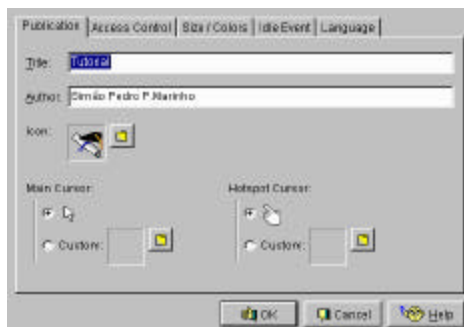 Publication Access Control Size / Colors Idle Event Language
Title: Tutorial
Author: Simão Pedro P.Marinho
Icon:
Main Cursor: Hotspot Cursor:
Custom: Custom:
OK Cancel Help